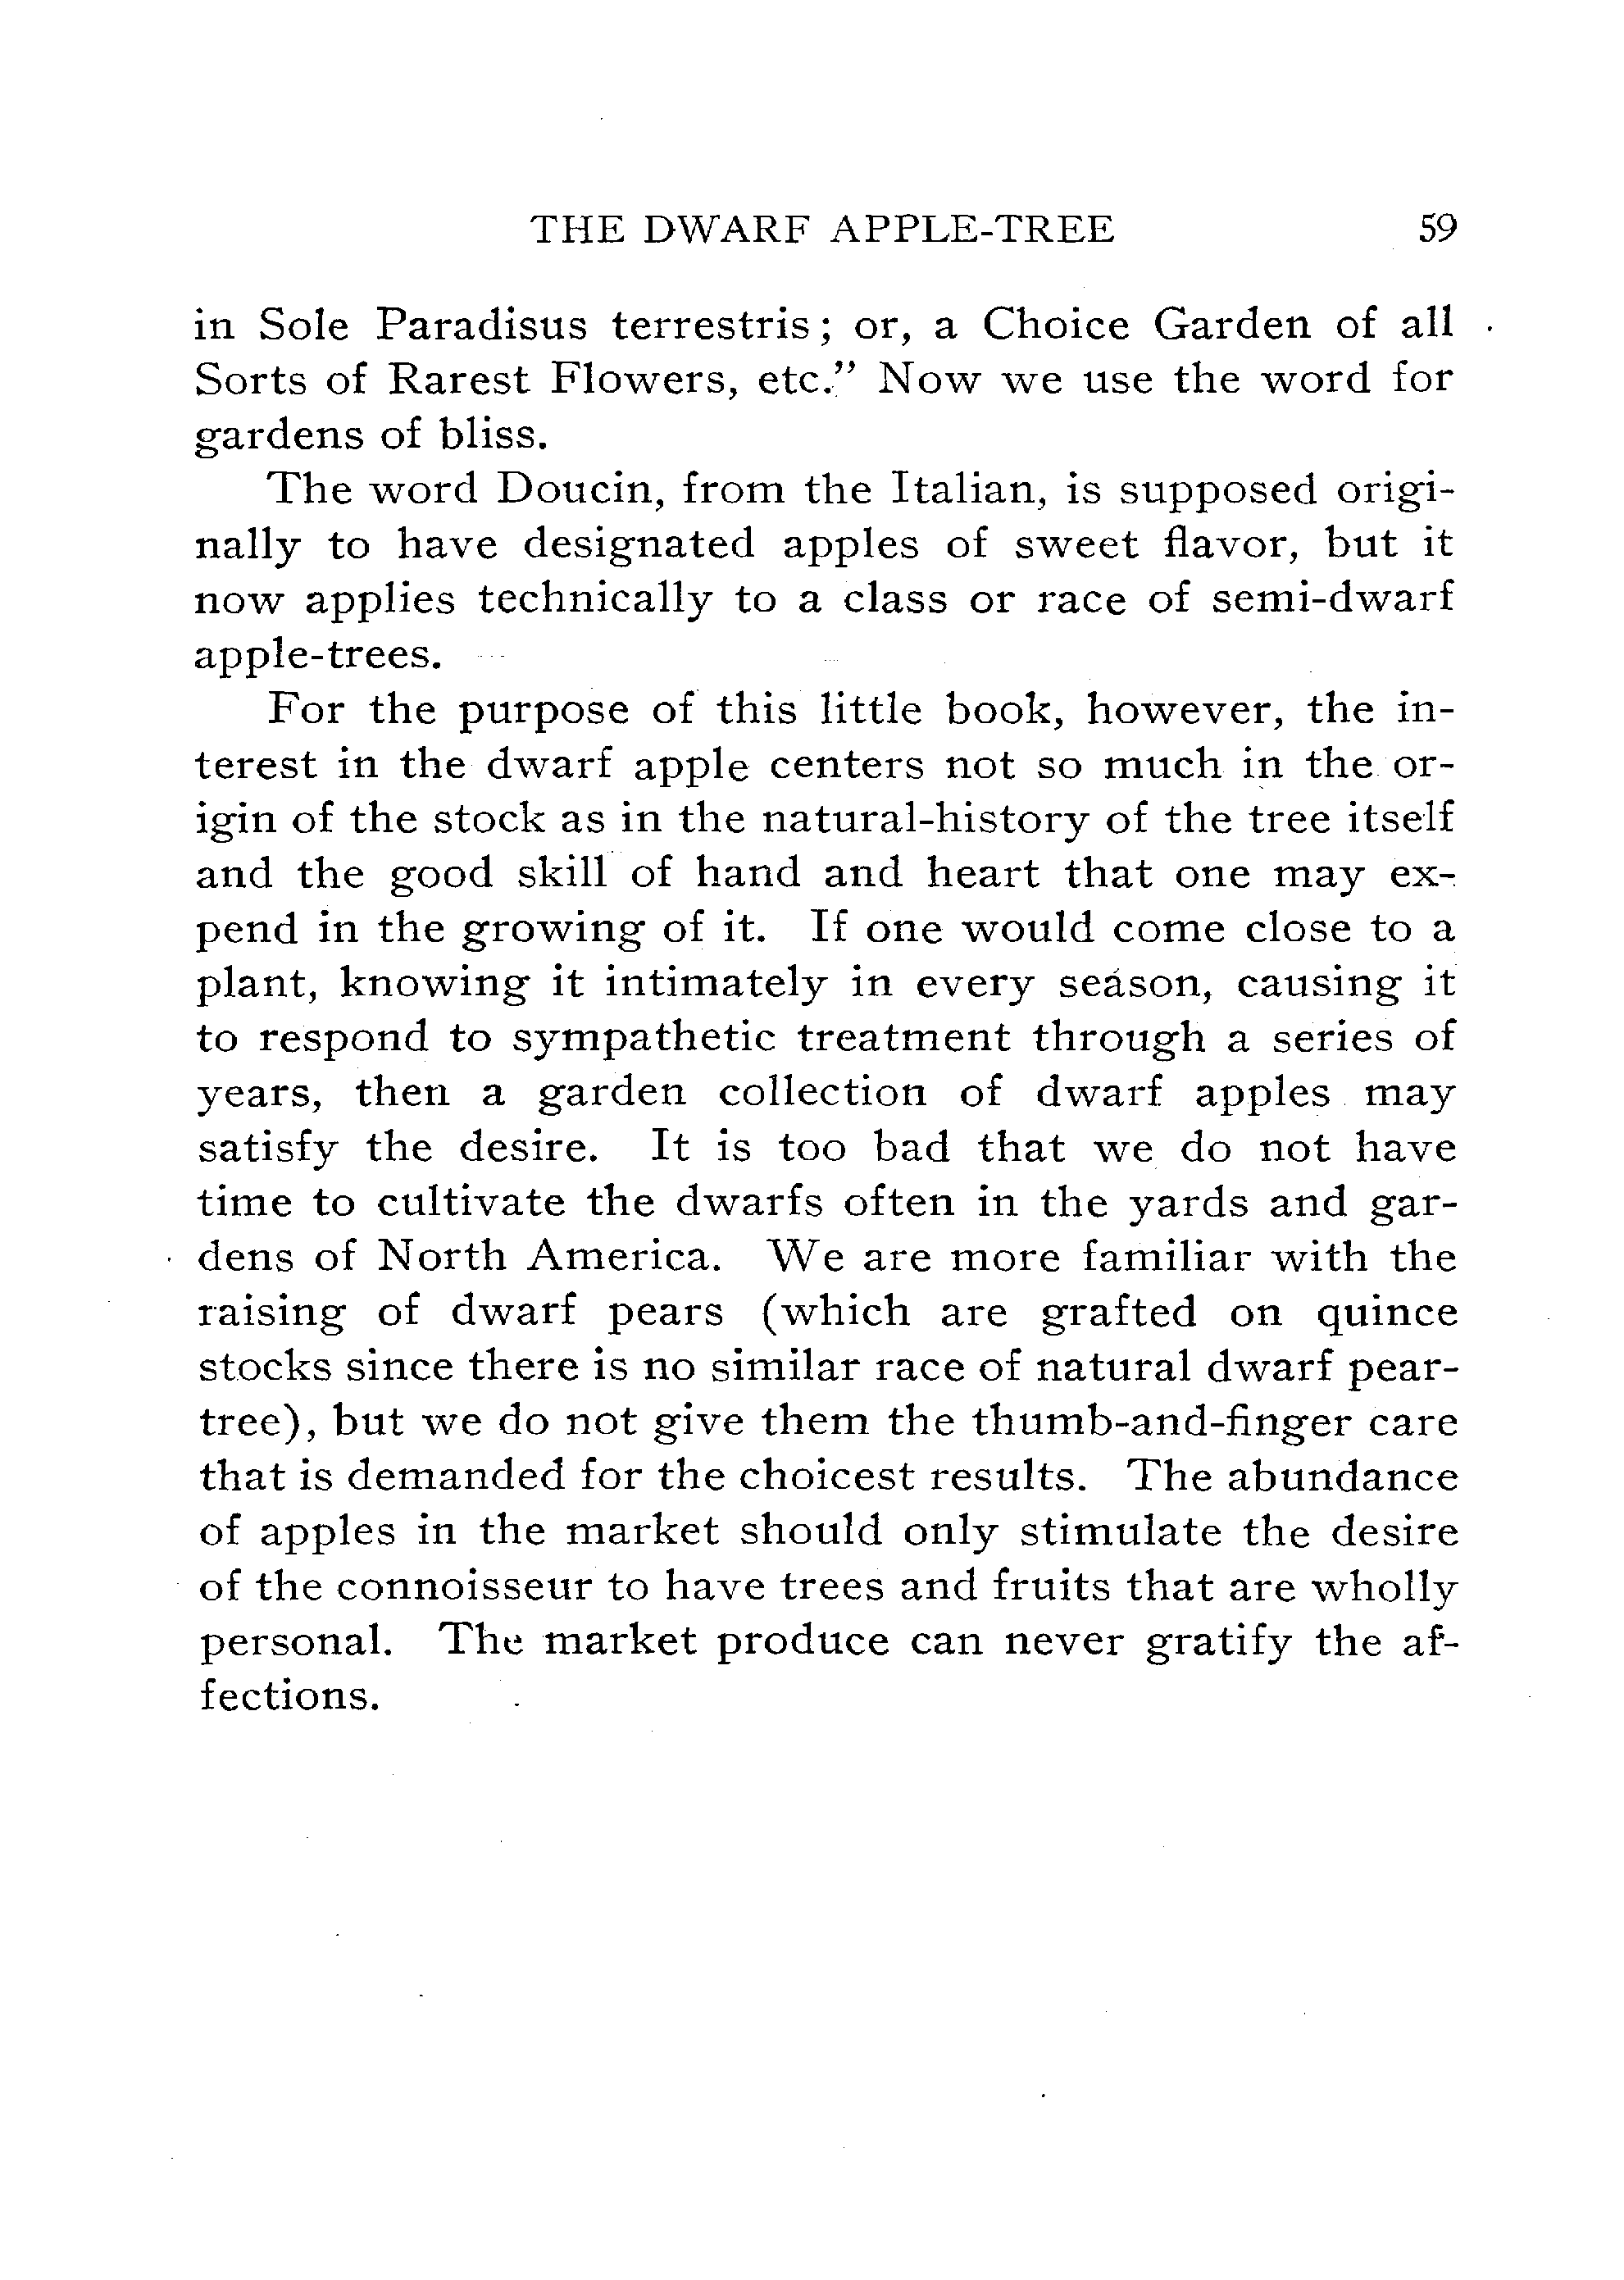 THE DWARF APPLE-TREE 59
in Sole Paradisus terrestris; or, a Choice Garden of all
Sorts of Rarest Flowers, etc.” Now we use the word for
gardens of bliss.
The word Doucin, from the Italian, is supposed origi-
nally to have designated apples of sweet flavor, but it
now applies technically to a class or race of semi-dwarf
apple-trees.
For the purpose of this little book, however, the in-
terest in the dwarf apple centers not so much in the or-
igin of the stock as in the natural-history of the tree itself
and the good skill of hand and heart that one may ex-
pend in the growing of it. If one would come close to a
plant, knowing it intimately in every season, causing it
to respond to sympathetic treatment through a series of
years, then a garden collection of dwarf apples may
satisfy the desire. It is too bad that we do not have
time to cultivate the dwarfs often in the yards and gar-
dens of North America. We are more familiar with the
raising of dwarf pears (which are grafted on quince
stocks since there is no similar race of natural dwarf pear-
tree), but we do not give them the thumb-and-finger care
that is demanded for the choicest results. The abundance
of apples in the market should only stimulate the desire
of the connoisseur to have trees and fruits that are wholly
personal. The market produce can never gratify the af-
fections.